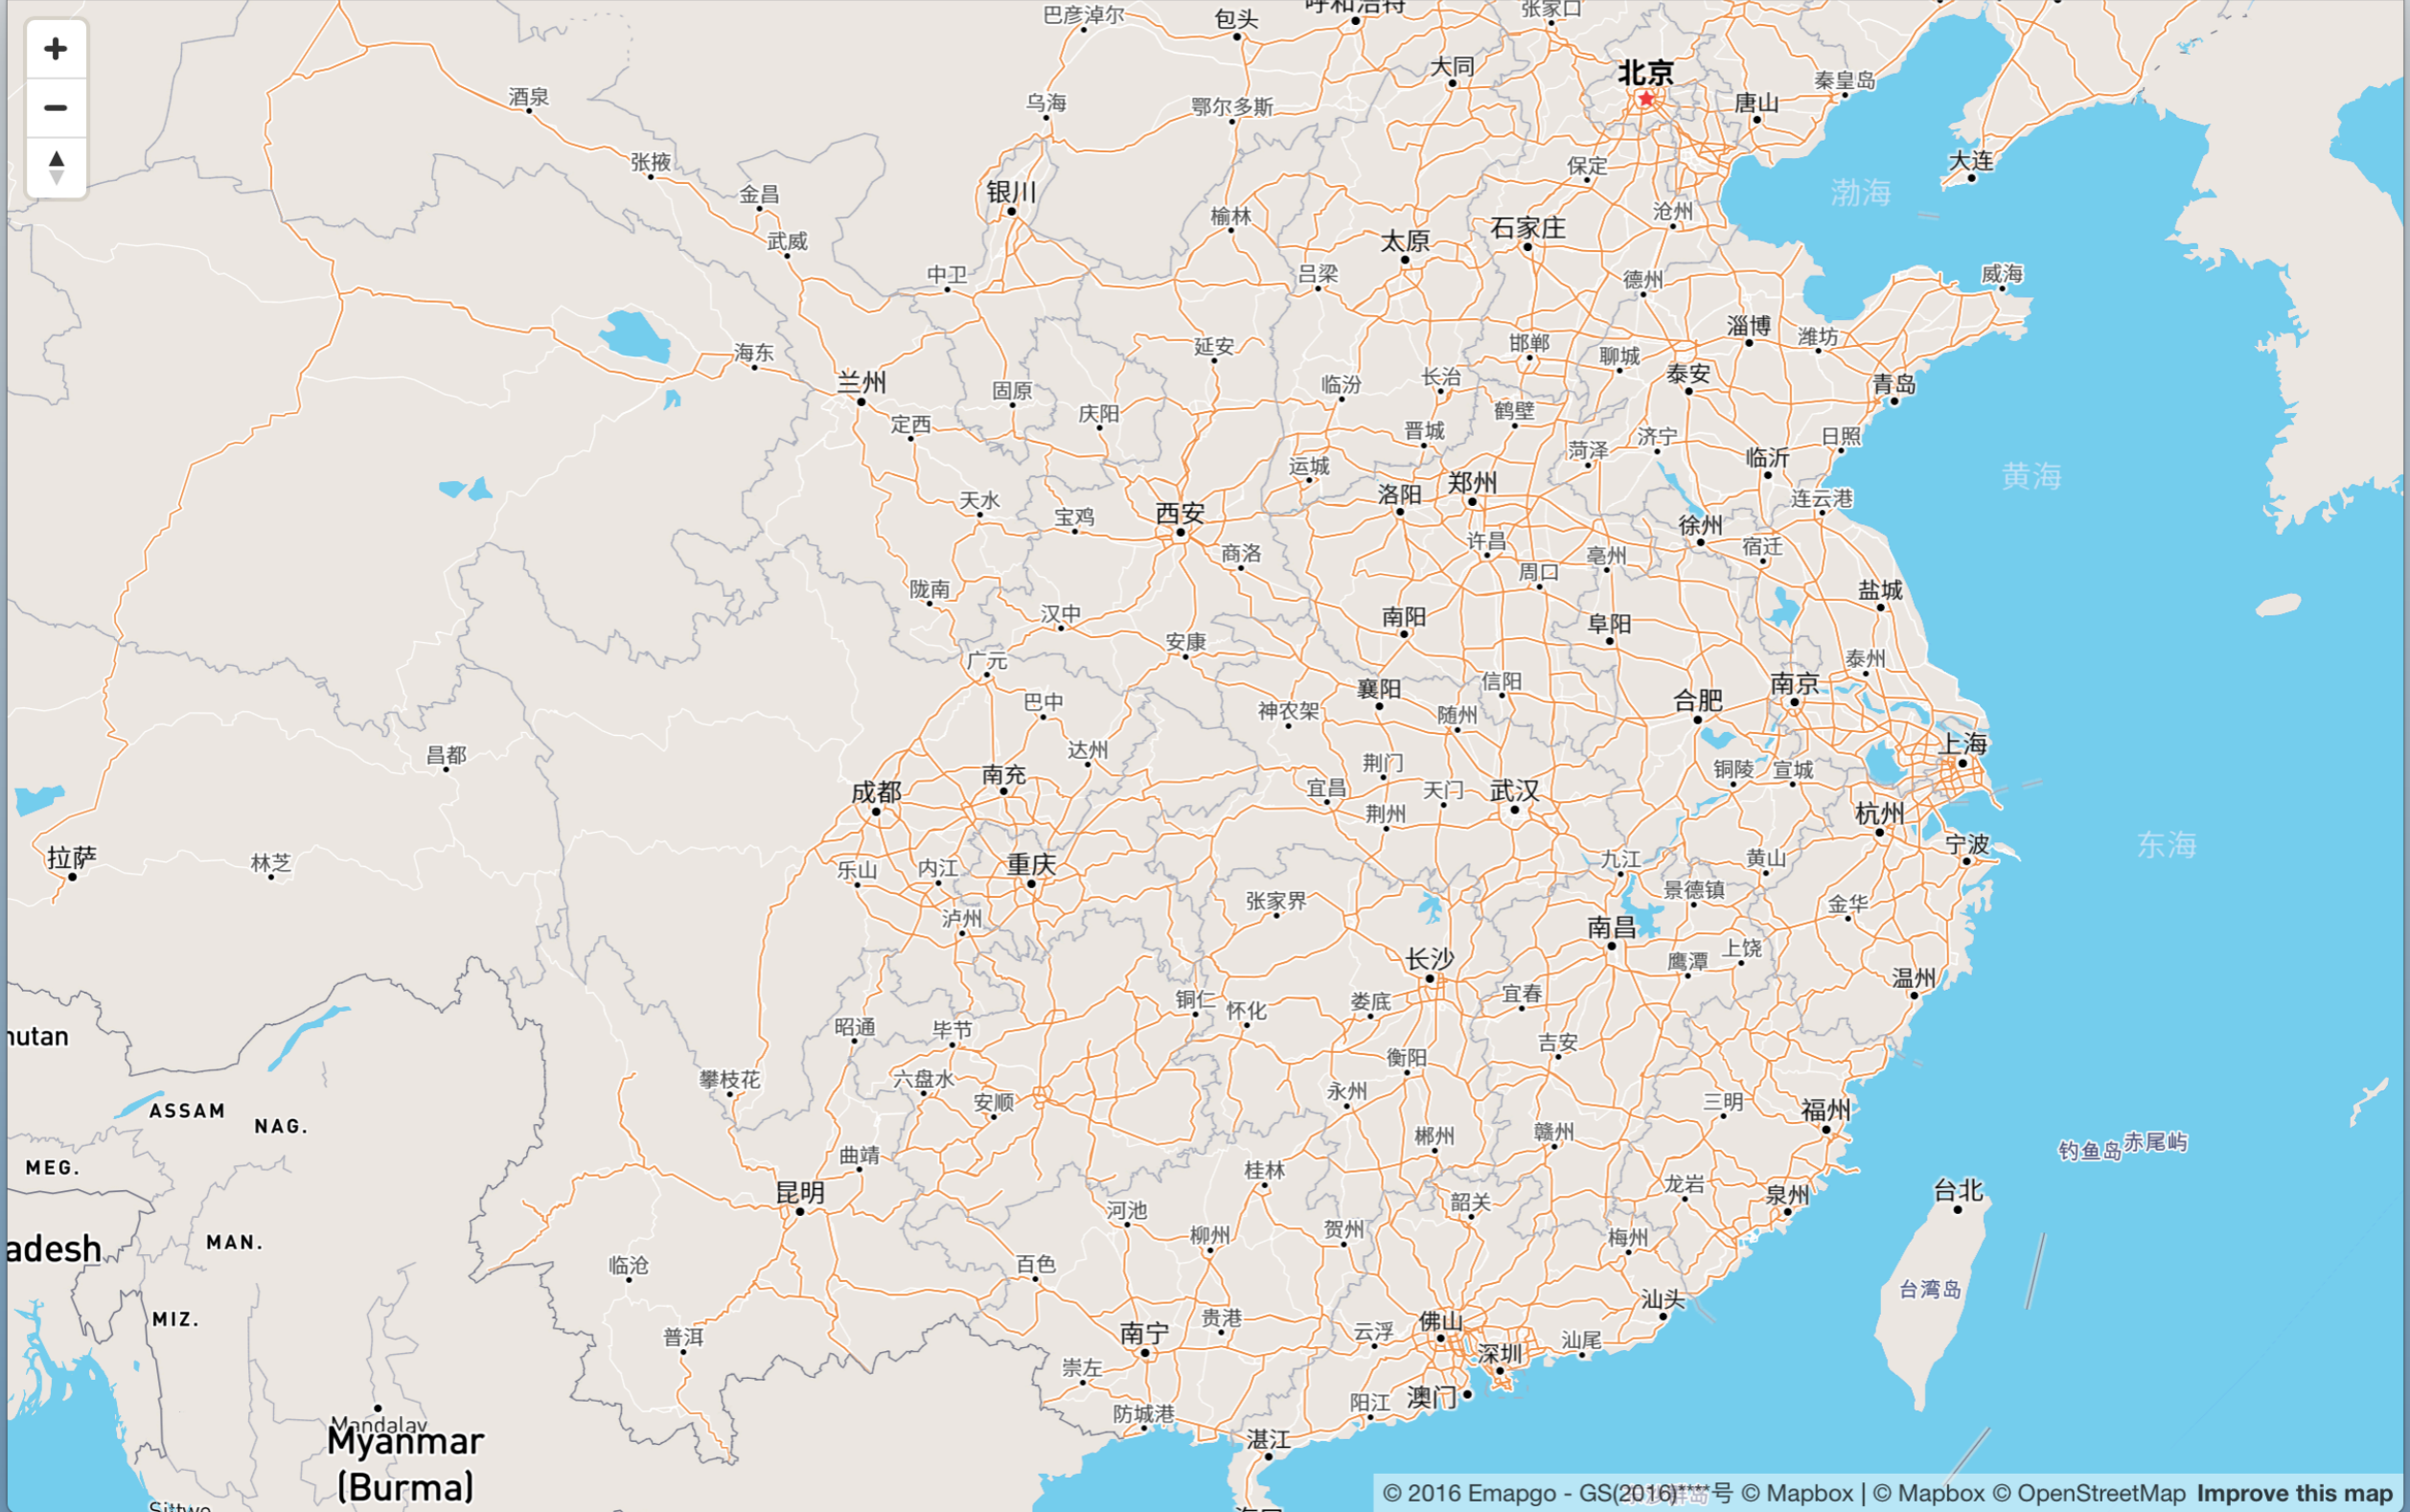 巴彦淖尔
包头
呼和浩特
张家口
酒泉
乌海
鄂尔多斯
大同
北京
唐山
秦皇岛
张掖
金昌
银川
榆林
保定
大连
渤海
武威
沧州
石家庄
太原
中卫
吕梁
德州
威海
海东
延安
邯郸
聊城
淄博
潍坊
兰州
固原
临汾
长治
泰安
青岛
定西
庆阳
鹤壁
晋城
菏泽
济宁
日照
运城
临沂
黄海
天水
宝鸡
西安
洛阳
郑州
连云港
徐州
商洛
许昌
亳州
宿迁
陇南
周口
盐城
汉中
南阳
阜阳
安康
广元
泰州
巴中
神农架
襄阳
信阳
合肥
南京
随州
昌都
达州
荆门
上海
成都
南充
宜昌
天门
武汉
铜陵
宣城
荆州
杭州
东海
拉萨
林芝
乐山
内江
重庆
九江
黄山
宁波
景德镇
泸州
张家界
金华
南昌
长沙
鹰潭
上饶
温州
铜仁
怀化
娄底
宜春
hutan
昭通
毕节
吉安
衡阳
攀枝花
六盘水
永州
ASSAM
安顺
三明
福州
NAG.
郴州
赣州
钓鱼岛
赤尾屿
MEG.
曲靖
桂林
昆明
龙岩
泉州
台北
河池
韶关
adesh
MAN.
柳州
贺州
梅州
临沧
百色
台湾岛
MIZ.
汕头
普洱
南宁
贵港
云浮
佛山
汕尾
深圳
崇左
阳江
澳门
防城港
Mandalay
Myanmar
(Burma)
湛江
Sittwe
© 2016 Emapgo - GS(2016)****号 © Mapbox | © Mapbox © OpenStreetMap Improve this map